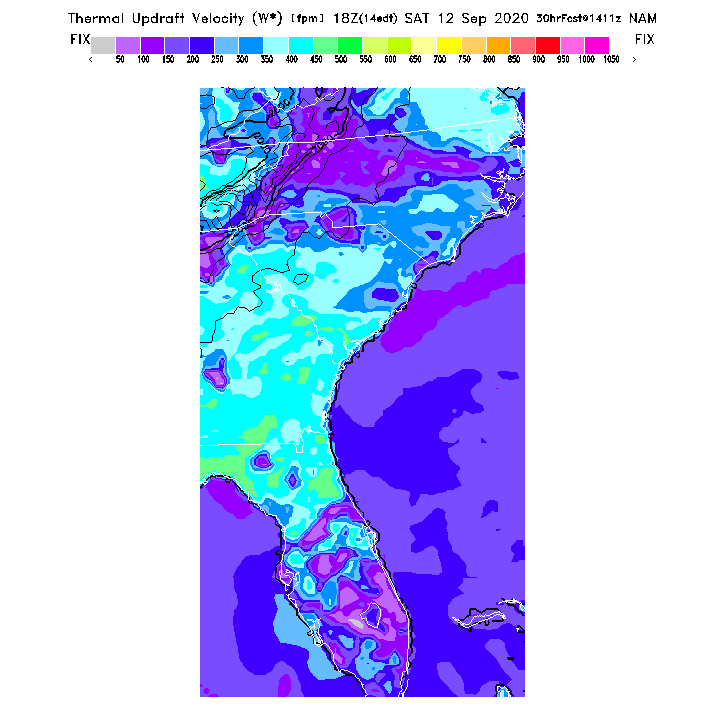 Thermal Updraft Velocity (W*) [fpm] 18Z(14edt) SAT 12 Sep 2020 30hrFcst@1411z NAM
FIX FIX
< 50 100 150 200 250 300 350 400 450 500 550 600 650 700 750 800 850 900 950 1000 1050 >